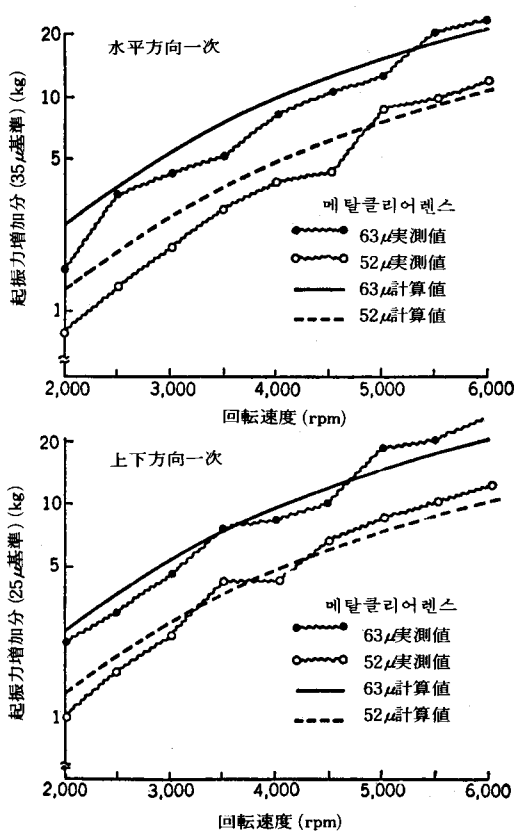 水平方向一次
起振力増加分(35μ基準)(kg)
20
10
5
1
메탈클리어렌스
63μ実測値
52μ実測値
63μ計算値
52μ計算値
2,000 3,000 4,000 5,000 6,000
回転速度(rpm)
上下方向一次
起振力増加分(25μ基準)(kg)
20
10
5
1
메탈클리어렌스
63μ実測値
52μ実測値
63μ計算値
52μ計算値
2,000 3,000 4,000 5,000 6,000
回転速度(rpm)